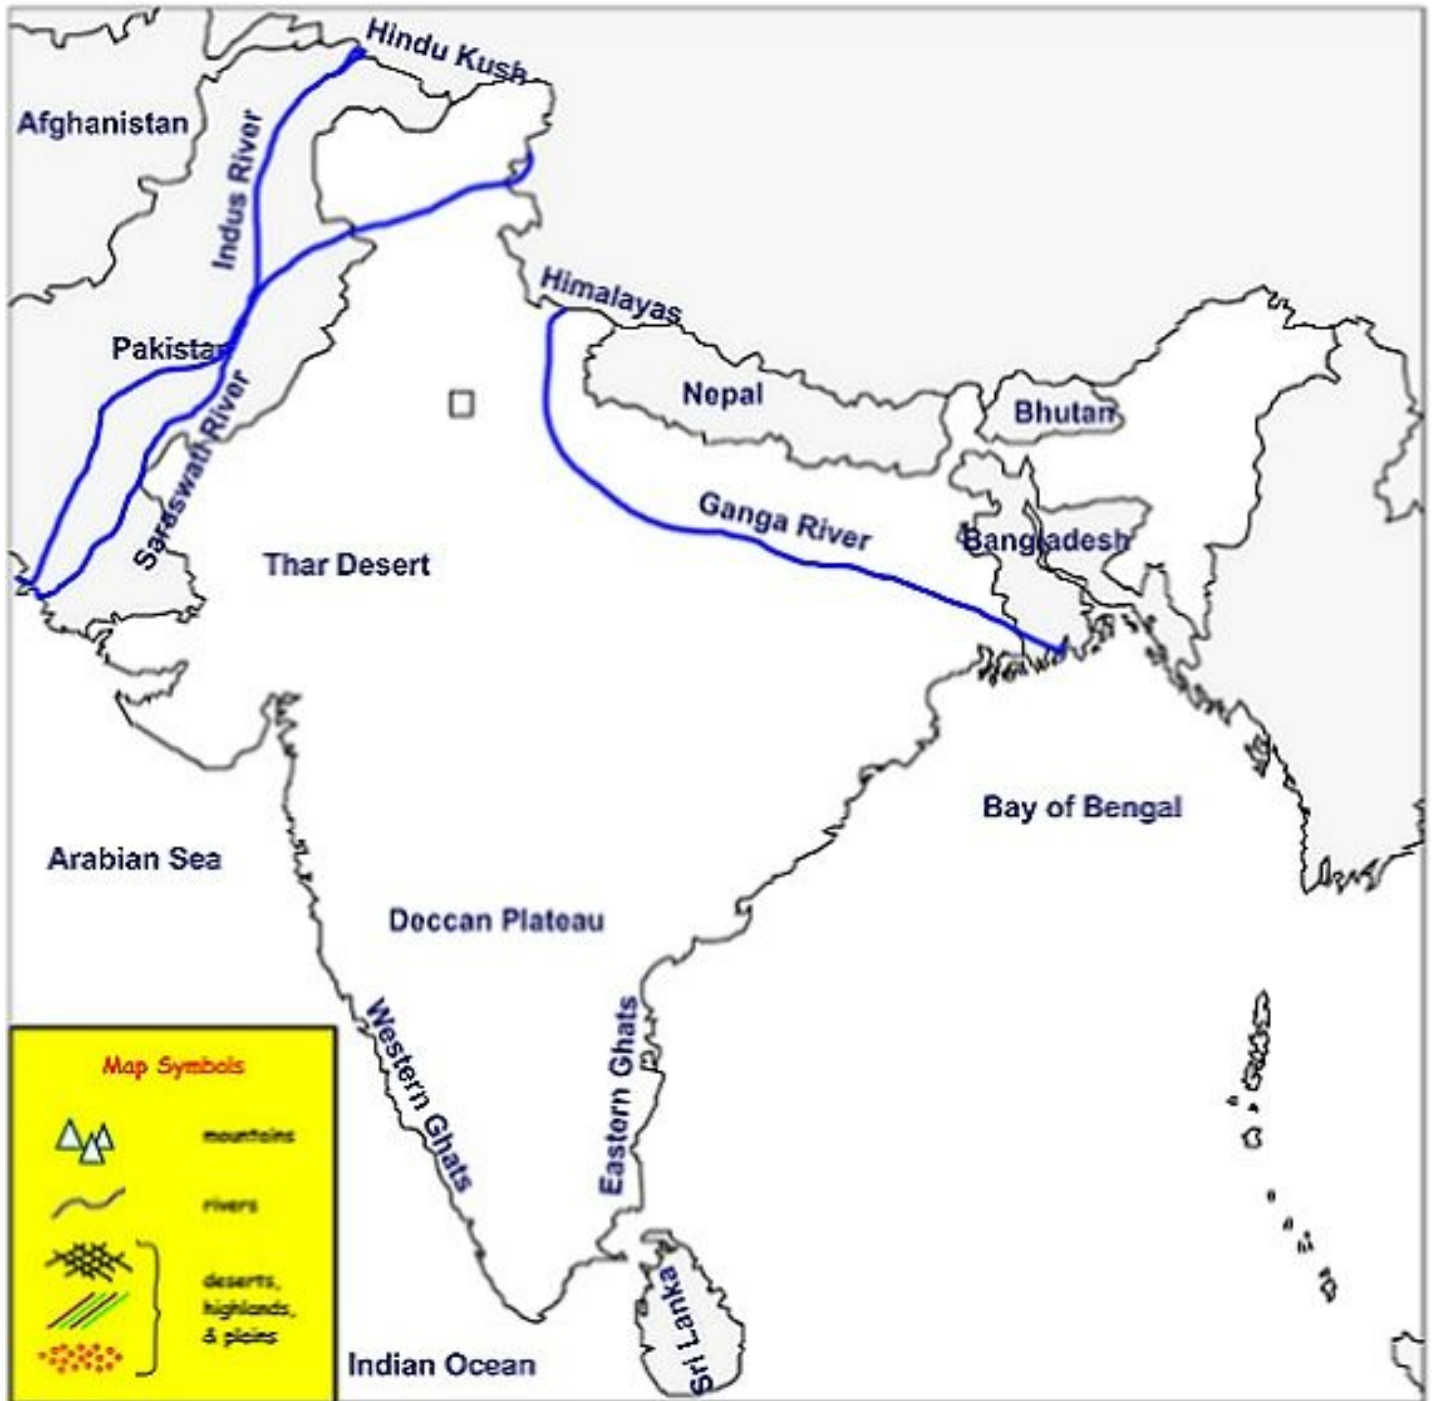 Hindu Kush
Afghanistan
Indus River
Himalayas
Pakistan
Nepal
Bhutan
Saraswati River
Ganga River
Bangladesh
Thar Desert
Bay of Bengal
Arabian Sea
Deccan Plateau
Western Ghats
Eastern Ghats
Map Symbols
mountains
rivers
deserts,
highlands,
& plains
Sri Lanka
Indian Ocean